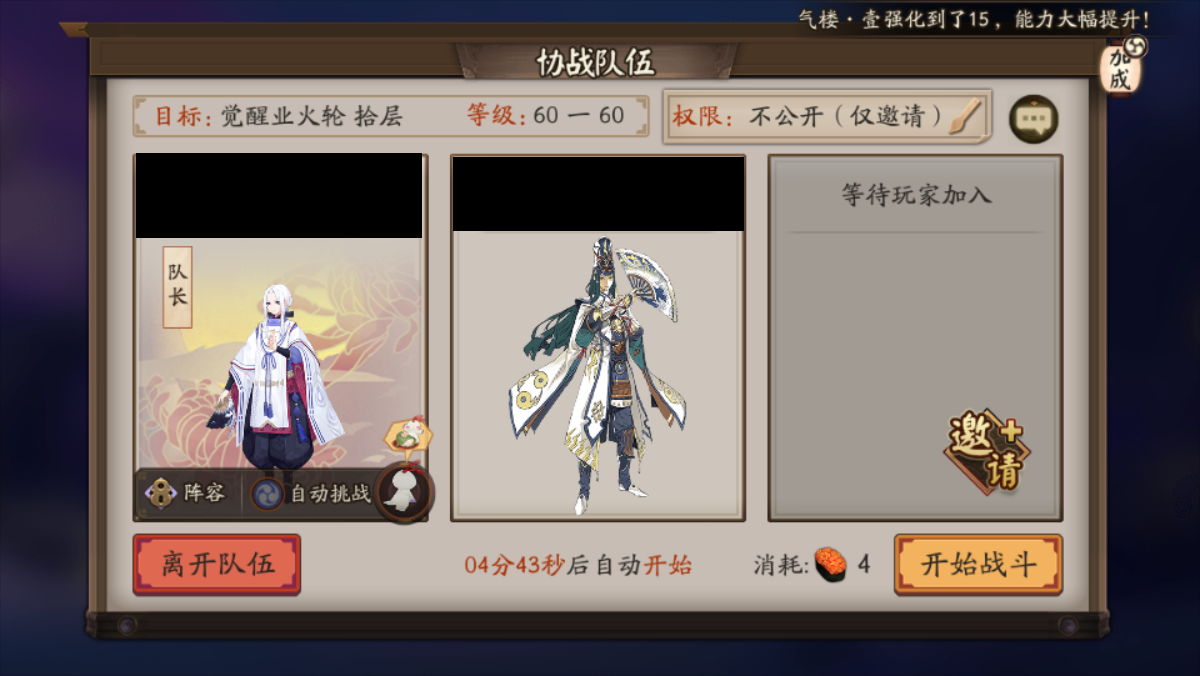 气楼·壹强化到了15，能力大幅提升!
协战队伍
加成
目标: 觉醒业火轮 拾层
等级: 60 一 60
权限: 不公开（仅邀请）
等待玩家加入
队长
邀请
阵容
自动挑战
离开队伍
04分43秒后自动开始
消耗: 4
开始战斗